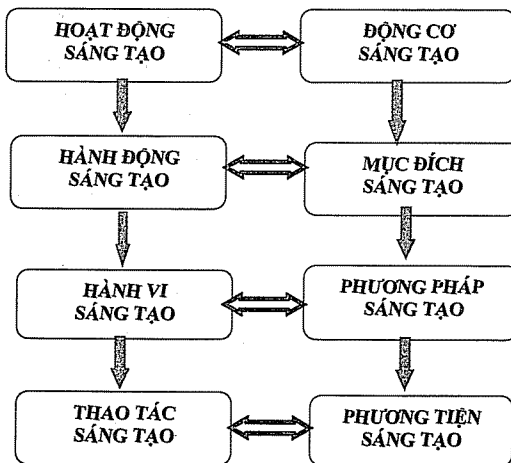 HOẠT ĐỘNG
SÁNG TẠO
ĐỘNG CƠ
SÁNG TẠO
HÀNH ĐỘNG
SÁNG TẠO
MỤC ĐÍCH
SÁNG TẠO
HÀNH VI
SÁNG TẠO
PHƯƠNG PHÁP
SÁNG TẠO
THAO TÁC
SÁNG TẠO
PHƯƠNG TIỆN
SÁNG TẠO